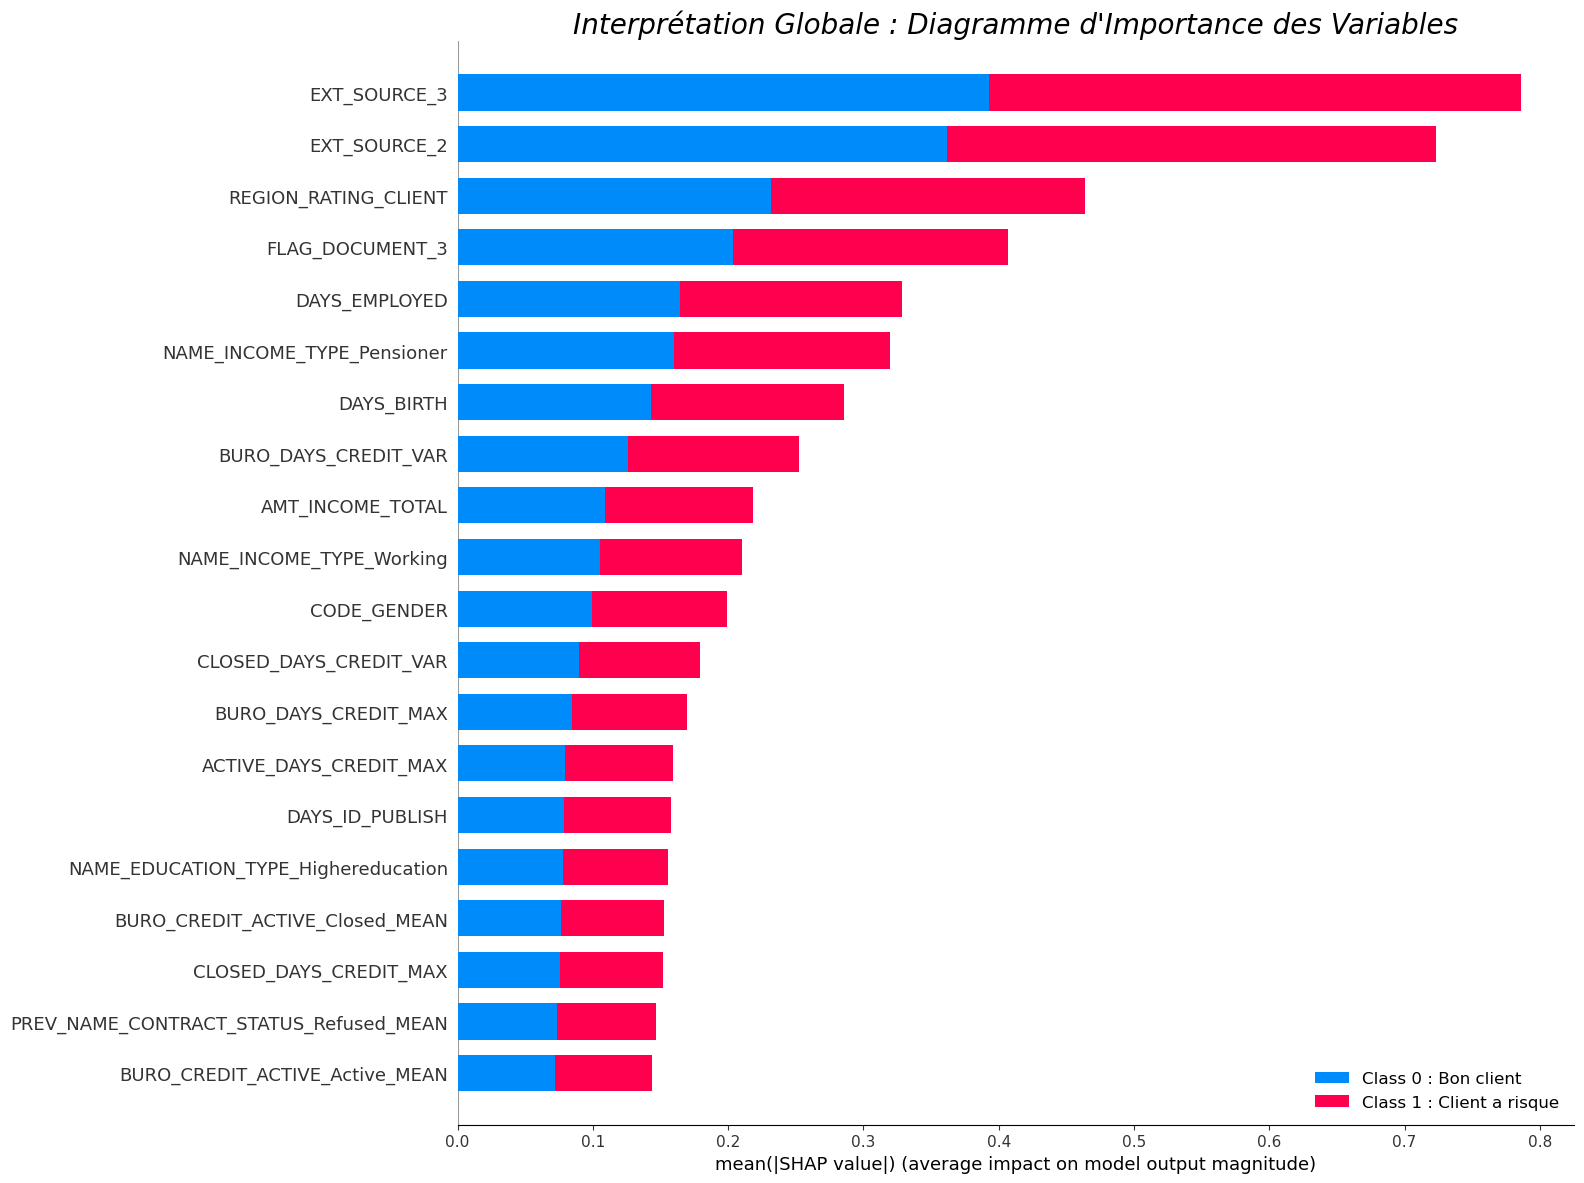 Interprétation Globale : Diagramme d'Importance des Variables
EXT_SOURCE_3
EXT_SOURCE_2
REGION_RATING_CLIENT
FLAG_DOCUMENT_3
DAYS_EMPLOYED
NAME_INCOME_TYPE_Pensioner
DAYS_BIRTH
BURO_DAYS_CREDIT_VAR
AMT_INCOME_TOTAL
NAME_INCOME_TYPE_Working
CODE_GENDER
CLOSED_DAYS_CREDIT_VAR
BURO_DAYS_CREDIT_MAX
ACTIVE_DAYS_CREDIT_MAX
DAYS_ID_PUBLISH
NAME_EDUCATION_TYPE_Highereducation
BURO_CREDIT_ACTIVE_Closed_MEAN
CLOSED_DAYS_CREDIT_MAX
PREV_NAME_CONTRACT_STATUS_Refused_MEAN
BURO_CREDIT_ACTIVE_Active_MEAN
Class 0 : Bon client
Class 1 : Client a risque
0.0 0.1 0.2 0.3 0.4 0.5 0.6 0.7 0.8
mean(|SHAP value|) (average impact on model output magnitude)